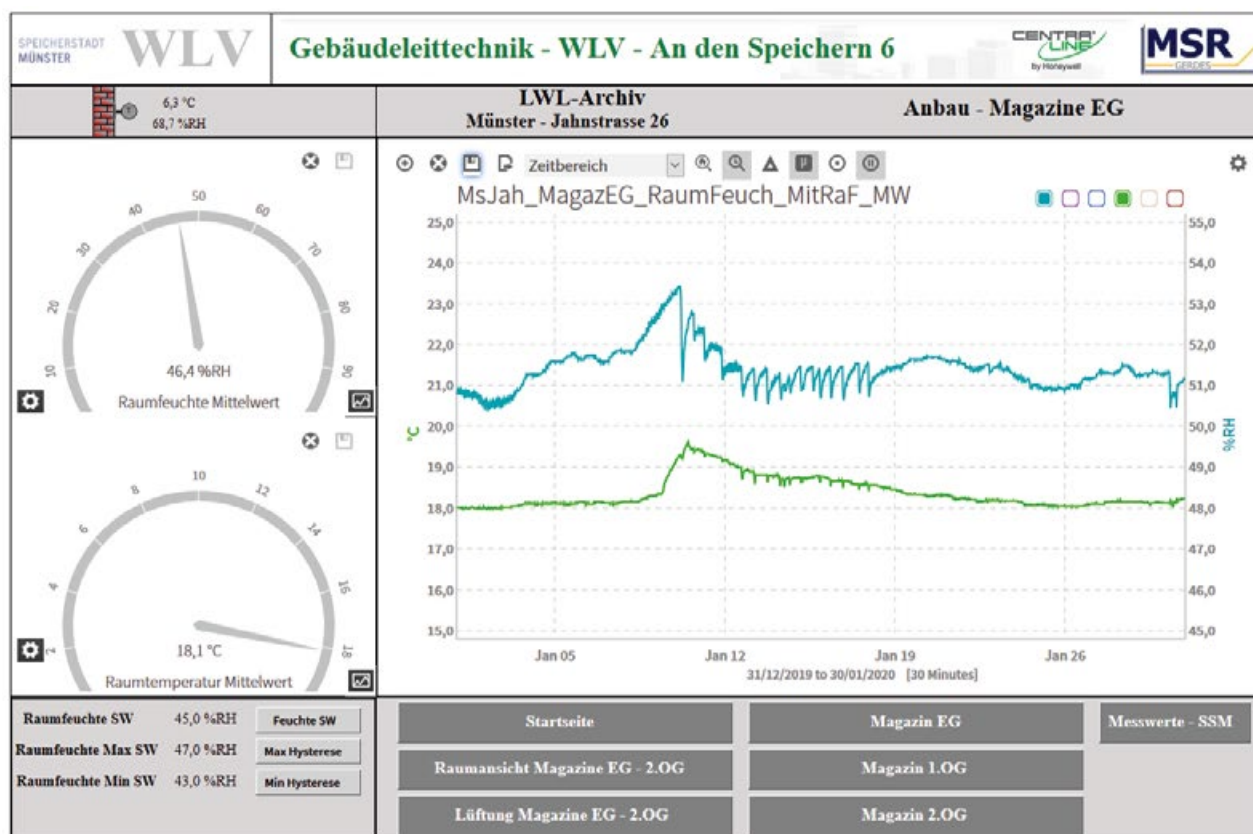 SPEICHERSTADT
MÜNSTER
WLV
Gebäudeleittechnik - WLV - An den Speichern 6
CENTRA
LINE
by Honeywell
MSR
GERDES
6,3 °C
68,7 %RH
LWL-Archiv
Münster - Jahnstrasse 26
Anbau - Magazine EG
10
20
30
40
50
60
70
80
90
46,4 %RH
Raumfeuchte Mittelwert
2
4
6
8
10
12
14
16
18
18,1 °C
Raumtemperatur Mittelwert
Zeitbereich
MsJah_MagazEG_RaumFeuch_MitRaF_MW
25,0
24,0
23,0
22,0
21,0
20,0
19,0
18,0
17,0
16,0
15,0
°C
55,0
54,0
53,0
52,0
51,0
50,0
49,0
48,0
47,0
46,0
45,0
%RH
Jan 05
Jan 12
Jan 19
Jan 26
31/12/2019 to 30/01/2020 [30 Minutes]
Raumfeuchte SW 45,0 %RH Feuchte SW
Raumfeuchte Max SW 47,0 %RH Max Hysterese
Raumfeuchte Min SW 43,0 %RH Min Hysterese
Startseite
Magazin EG
Messwerte - SSM
Raumansicht Magazine EG - 2.OG
Magazin 1.OG
Lüftung Magazine EG - 2.OG
Magazin 2.OG